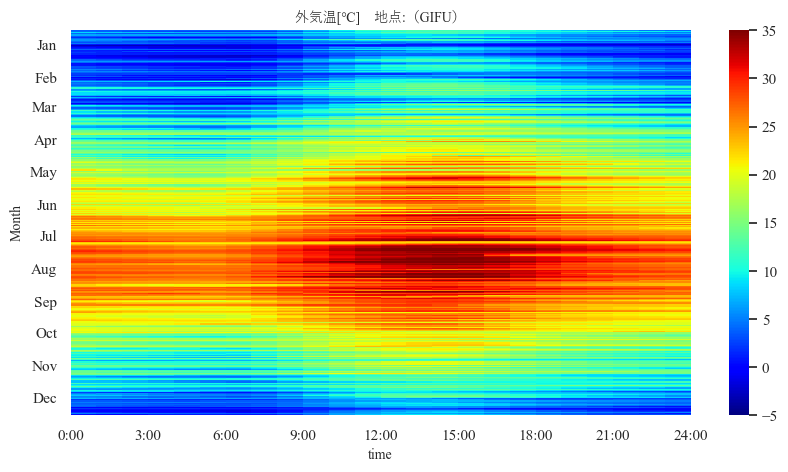 外気温[℃]　地点:（GIFU）
Month
Jan
Feb
Mar
Apr
May
Jun
Jul
Aug
Sep
Oct
Nov
Dec
0:00 3:00 6:00 9:00 12:00 15:00 18:00 21:00 24:00
time
35
30
25
20
15
10
5
0
−5